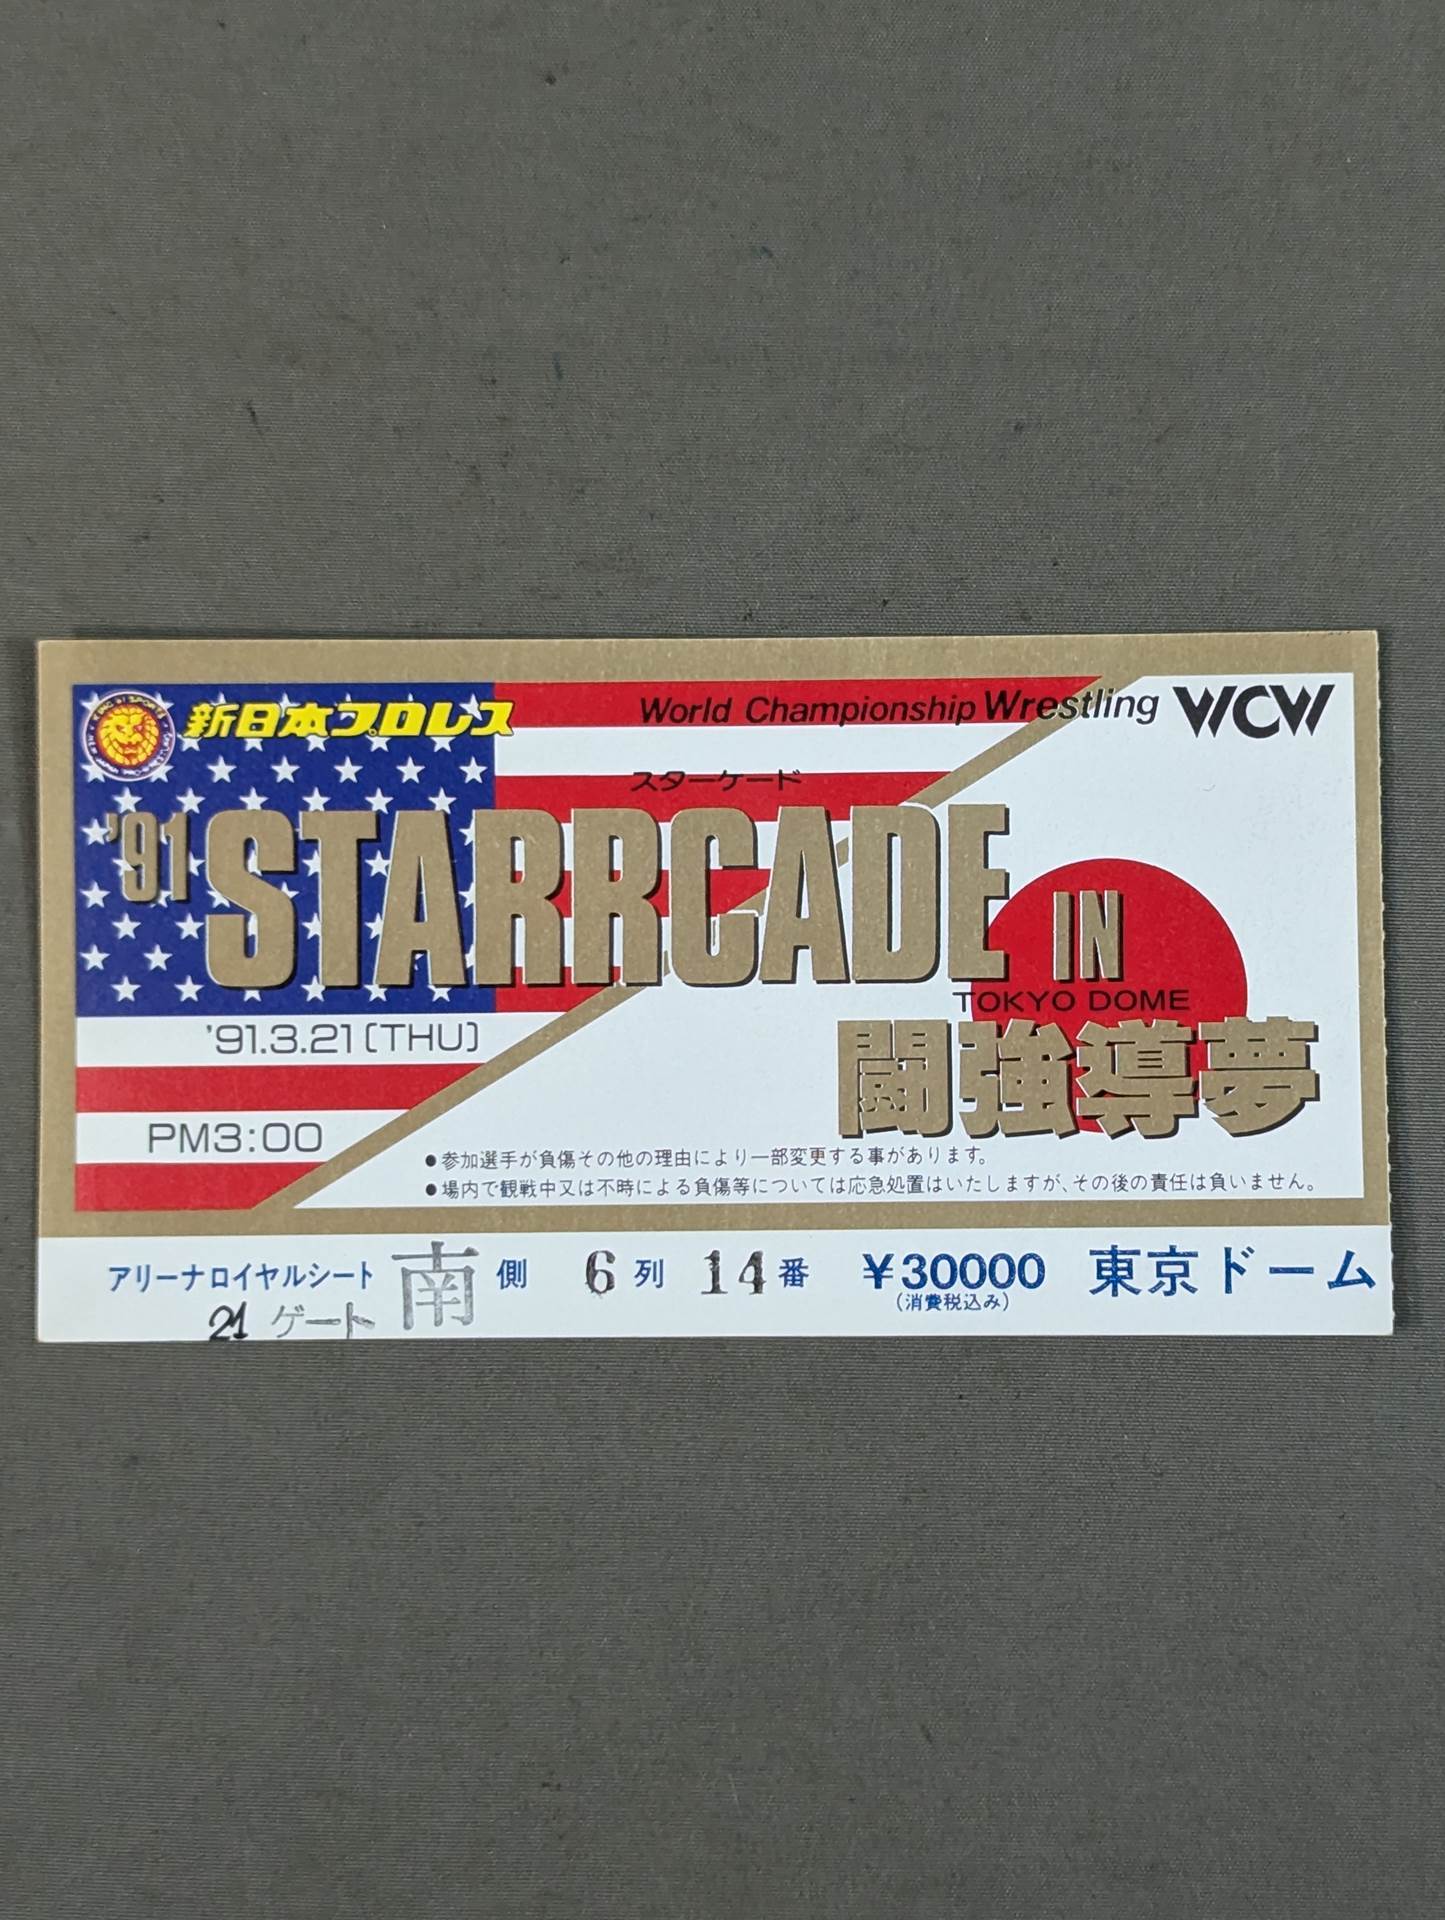 新日本プロレス
World Championship Wrestling WCW
スターケード
'91 STARRCADE IN
TOKYO DOME
闘強導夢
'91.3.21 (THU)
PM3:00
●参加選手が負傷その他の理由により一部変更する事があります。
●場内で観戦中又は不時による負傷等については応急処置はいたしますが、その後の責任は負いません。
アリーナロイヤルシート 南 側 6 列 14 番 ¥30000 東京ドーム
(消費税込み)
21 ゲート